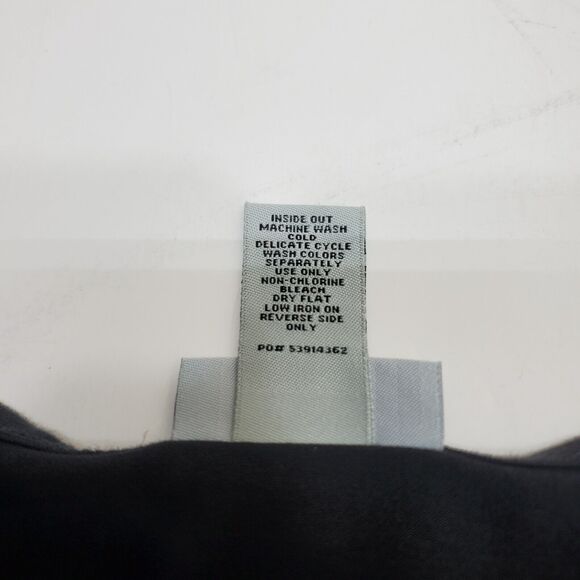 INSIDE OUT
MACHINE WASH
COLD
DELICATE CYCLE
WASH COLORS
SEPARATELY
USE ONLY
NON-CHLORINE
BLEACH
DRY FLAT
LOW IRON ON
REVERSE SIDE
ONLY
PO# 53914362